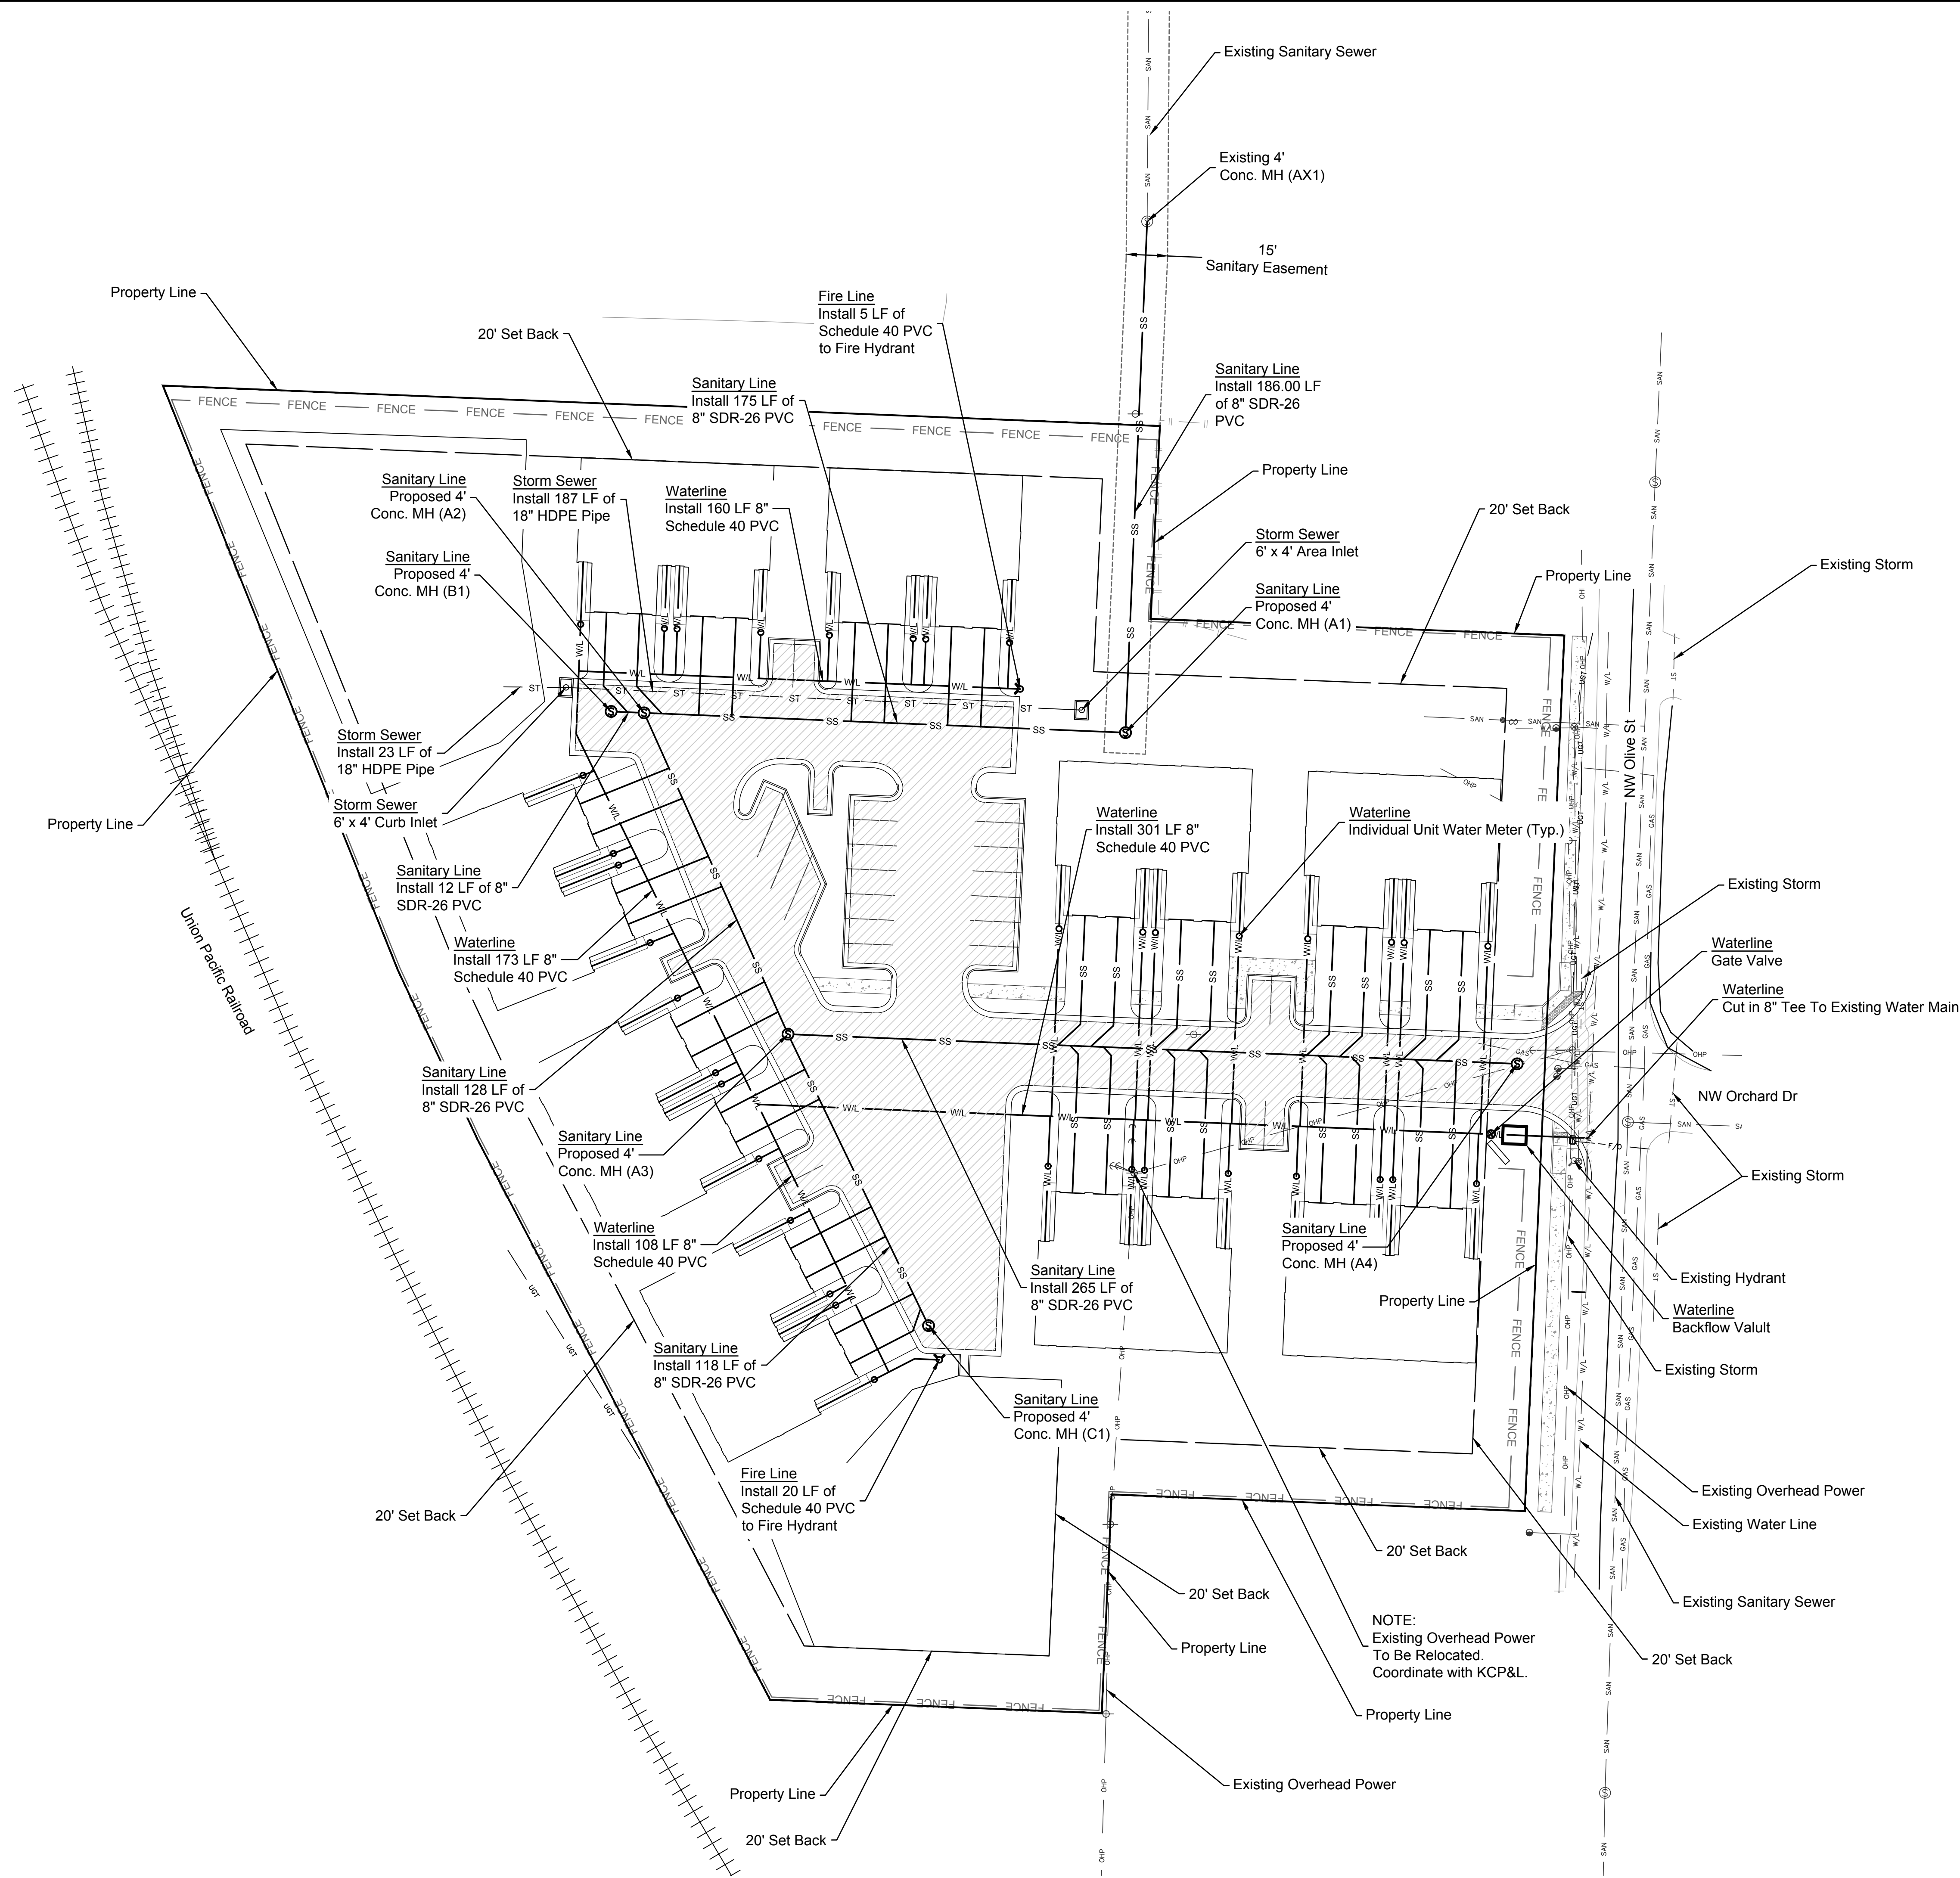 Existing Sanitary Sewer
Existing 4'
Conc. MH (AX1)
15'
Sanitary Easement
Property Line
20' Set Back
Fire Line
Install 5 LF of
Schedule 40 PVC
to Fire Hydrant
Sanitary Line
Install 175 LF of
8" SDR-26 PVC
Sanitary Line
Install 186.00 LF
of 8" SDR-26
PVC
Property Line
20' Set Back
Sanitary Line
Proposed 4'
Conc. MH (A2)
Storm Sewer
Install 187 LF of
18" HDPE Pipe
Waterline
Install 160 LF 8"
Schedule 40 PVC
Storm Sewer
6' x 4' Area Inlet
Sanitary Line
Proposed 4'
Conc. MH (B1)
Sanitary Line
Proposed 4'
Conc. MH (A1)
Property Line
Existing Storm
Storm Sewer
Install 23 LF of
18" HDPE Pipe
Storm Sewer
6' x 4' Curb Inlet
Property Line
NW Olive St
Waterline
Install 301 LF 8"
Schedule 40 PVC
Waterline
Individual Unit Water Meter (Typ.)
Sanitary Line
Install 12 LF of 8"
SDR-26 PVC
Existing Storm
Union Pacific Railroad
Waterline
Install 173 LF 8"
Schedule 40 PVC
Waterline
Gate Valve
Waterline
Cut in 8" Tee To Existing Water Main
Sanitary Line
Install 128 LF of
8" SDR-26 PVC
NW Orchard Dr
Sanitary Line
Proposed 4'
Conc. MH (A3)
Existing Storm
Waterline
Install 108 LF 8"
Schedule 40 PVC
Sanitary Line
Proposed 4'
Conc. MH (A4)
Sanitary Line
Install 265 LF of
8" SDR-26 PVC
Existing Hydrant
Property Line
Waterline
Backflow Valult
Sanitary Line
Install 118 LF of
8" SDR-26 PVC
Existing Storm
Sanitary Line
Proposed 4'
Conc. MH (C1)
Fire Line
Install 20 LF of
Schedule 40 PVC
to Fire Hydrant
20' Set Back
Existing Overhead Power
Existing Water Line
20' Set Back
20' Set Back
Existing Sanitary Sewer
NOTE:
Existing Overhead Power
To Be Relocated.
Coordinate with KCP&L.
Property Line
20' Set Back
Property Line
Existing Overhead Power
Property Line
20' Set Back
FENCE
SAN
SS
W/L
ST
OHP
UGT
GAS
F/O
CO